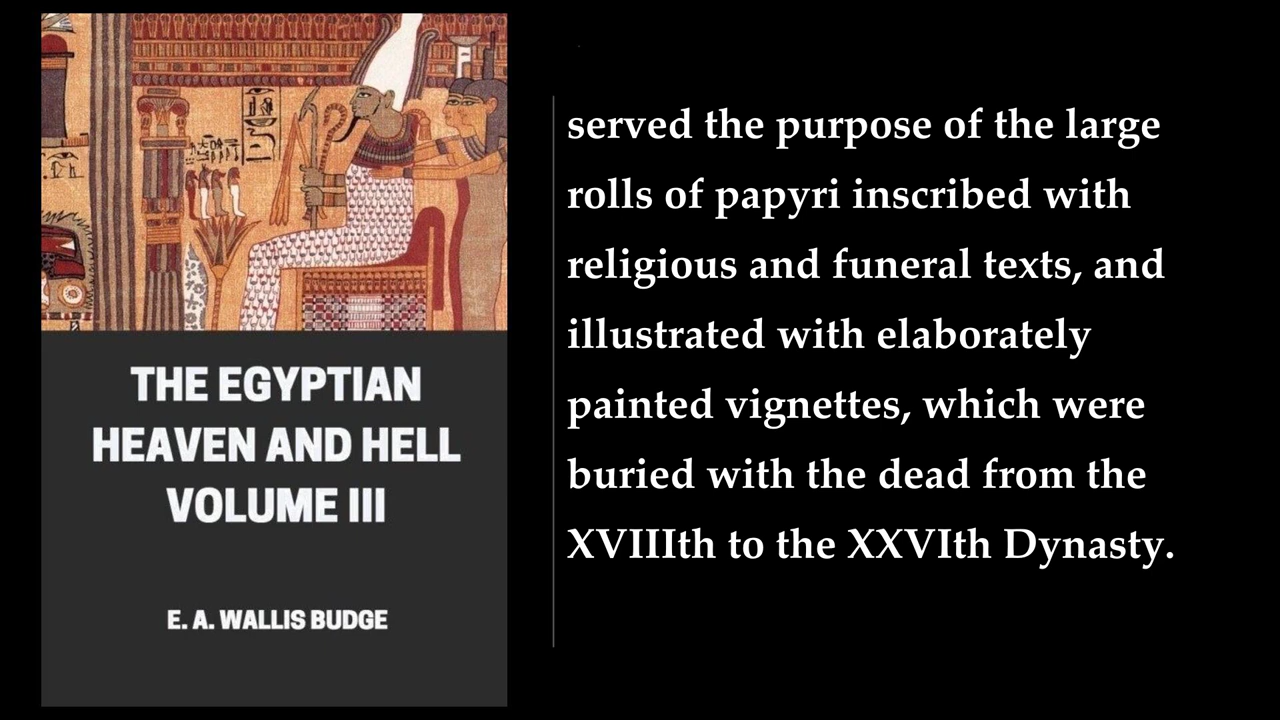 THE EGYPTIAN
HEAVEN AND HELL
VOLUME III
E. A. WALLIS BUDGE
served the purpose of the large
rolls of papyri inscribed with
religious and funeral texts, and
illustrated with elaborately
painted vignettes, which were
buried with the dead from the
XVIIIth to the XXVIth Dynasty.